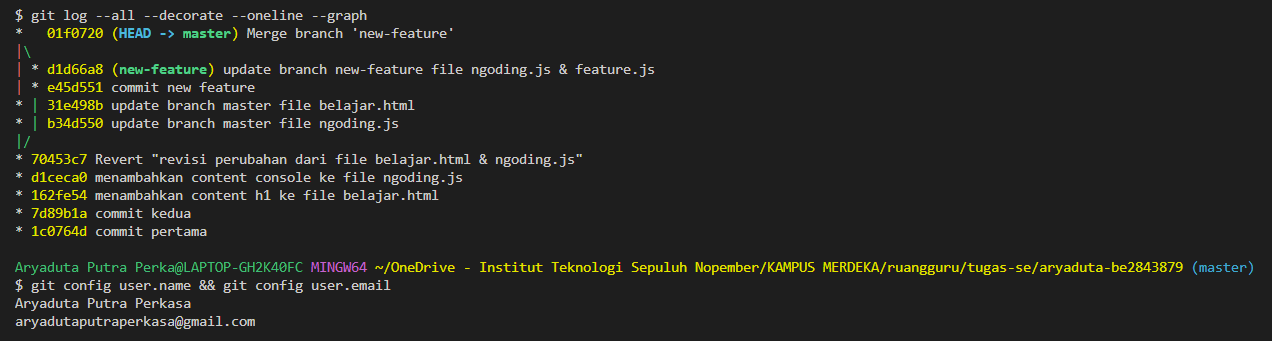 $ git log --all --decorate --oneline --graph
*   01f0720 (HEAD -> master) Merge branch 'new-feature'
|\
| * d1d66a8 (new-feature) update branch new-feature file ngoding.js & feature.js
| * e45d551 commit new feature
* | 31e498b update branch master file belajar.html
* | b34d550 update branch master file ngoding.js
|/
* 70453c7 Revert "revisi perubahan dari file belajar.html & ngoding.js"
* d1ceca0 menambahkan content console ke file ngoding.js
* 162fe54 menambahkan content h1 ke file belajar.html
* 7d89b1a commit kedua
* 1c0764d commit pertama
Aryaduta Putra Perka@LAPTOP-GH2K40FC MINGW64 ~/OneDrive - Institut Teknologi Sepuluh Nopember/KAMPUS MERDEKA/ruangguru/tugas-se/aryaduta-be2843879 (master)
$ git config user.name && git config user.email
Aryaduta Putra Perkasa
aryadutaputraperkasa@gmail.com